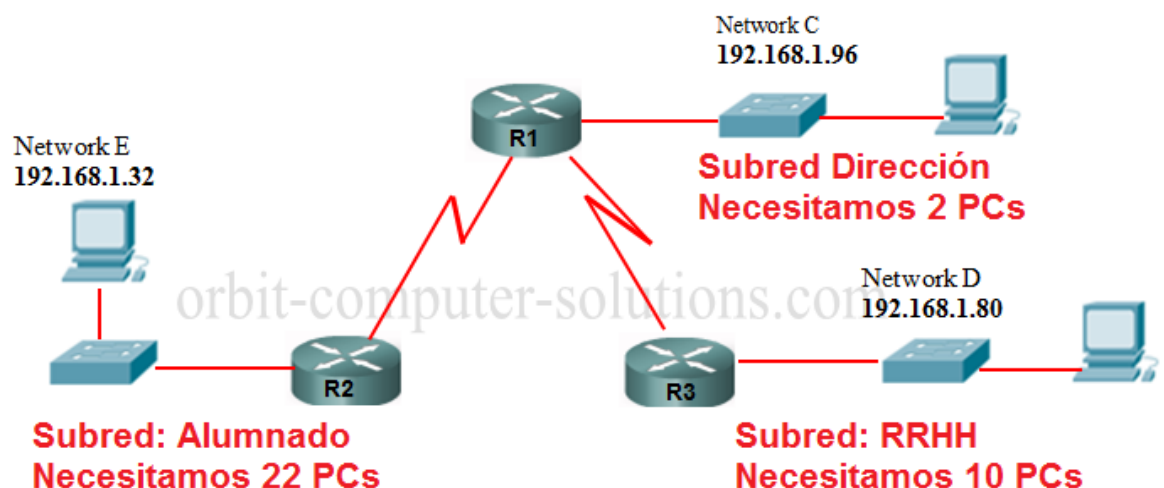 Network C
192.168.1.96
R1
Subred Dirección
Necesitamos 2 PCs
Network E
192.168.1.32
orbit-computer-solutions.com
Network D
192.168.1.80
R2
R3
Subred: Alumnado
Necesitamos 22 PCs
Subred: RRHH
Necesitamos 10 PCs